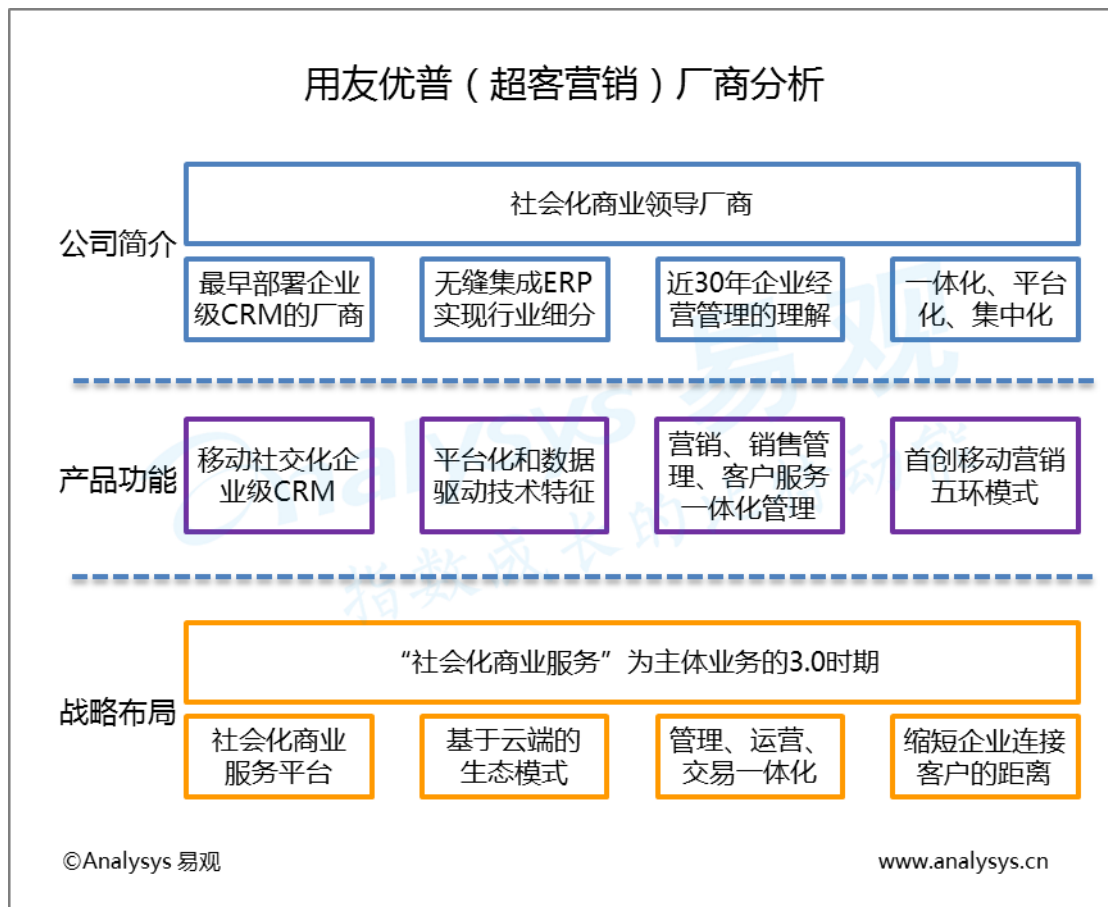 用友优普（超客营销）厂商分析
社会化商业领导厂商
公司简介
最早部署企业
级CRM的厂商
无缝集成ERP
实现行业细分
近30年企业经
营管理的理解
一体化、平台
化、集中化
产品功能
移动社交化企
业级CRM
平台化和数据
驱动技术特征
营销、销售管
理、客户服务
一体化管理
首创移动营销
五环模式
“社会化商业服务”为主体业务的3.0时期
战略布局
社会化商业
服务平台
基于云端的
生态模式
管理、运营、
交易一体化
缩短企业连接
客户的距离
©Analysys 易观
www.analysys.cn
analysys 易观